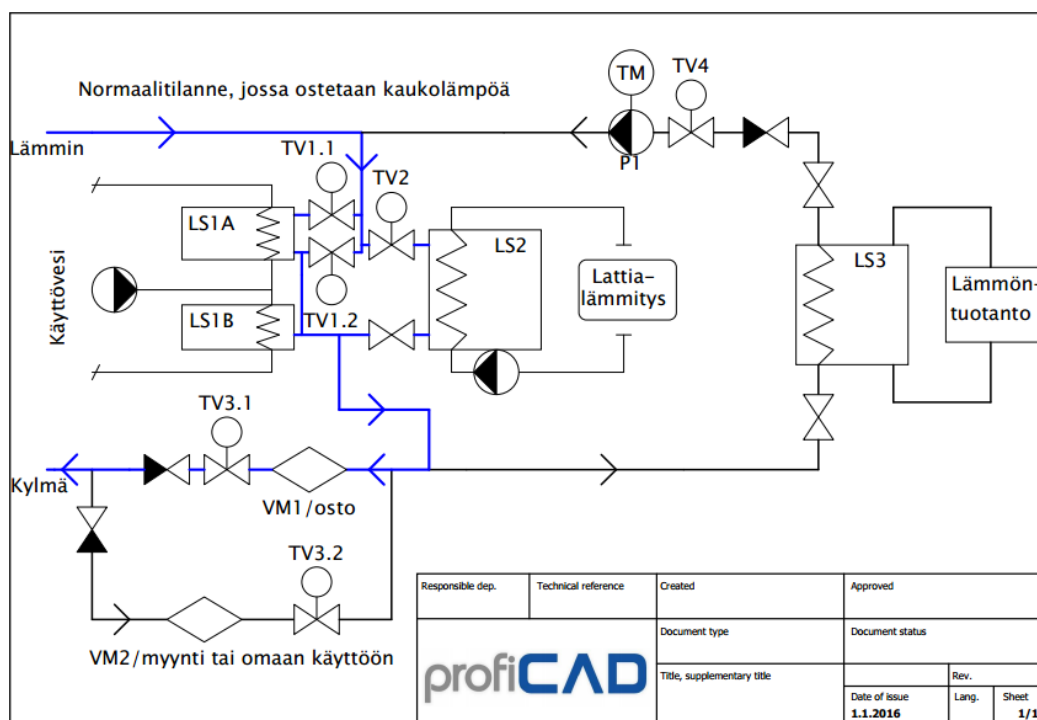 Normaalitilanne, jossa ostetaan kaukolämpöä
TM
TV4
P1
Lämmin
TV1.1
TV2
LS1A
LS2
LS3
Käyttövesi
Lattia-
lämmitys
Lämmön-
tuotanto
LS1B
TV1.2
TV3.1
Kylmä
VM1/osto
TV3.2
VM2/myynti tai omaan käyttöön
Responsible dep.
Technical reference
Created
Approved
Document type
Document status
profiCAD
Title, supplementary title
Rev.
Date of issue
Lang.
Sheet
1.1.2016
1/1